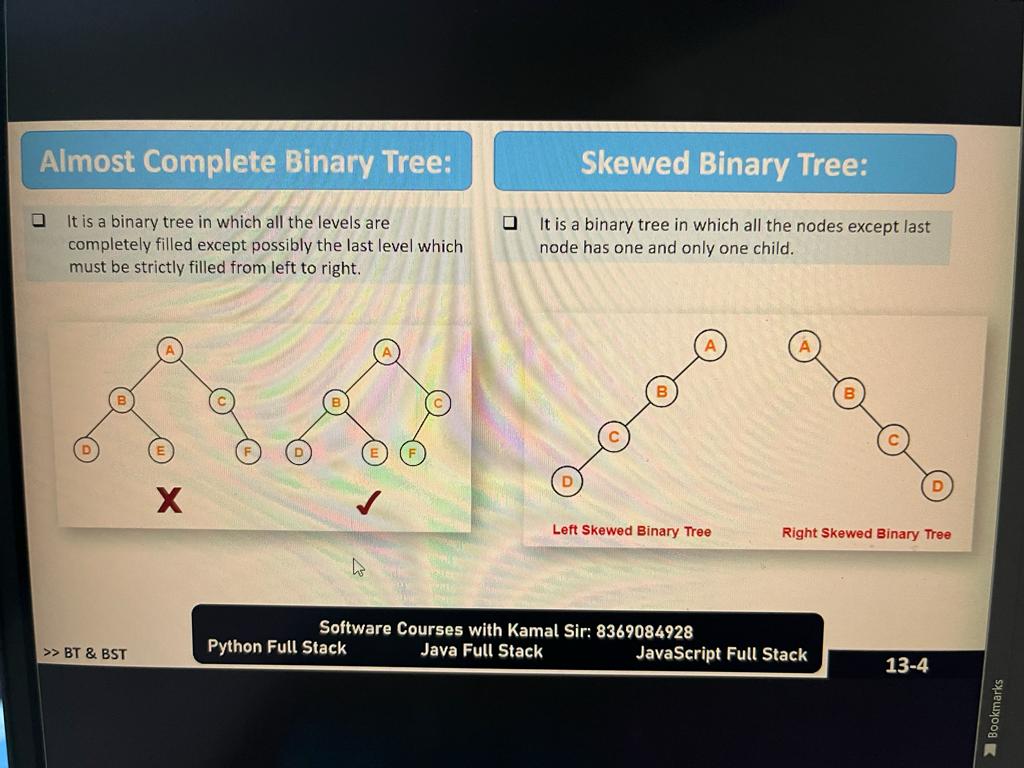 Almost Complete Binary Tree:
❑ It is a binary tree in which all the levels are
completely filled except possibly the last level which
must be strictly filled from left to right.
A
B
C
D
E
F
X
A
B
C
D
E
F
✓
Skewed Binary Tree:
❑ It is a binary tree in which all the nodes except last
node has one and only one child.
A
B
C
D
Left Skewed Binary Tree
A
B
C
D
Right Skewed Binary Tree
>> BT & BST
Software Courses with Kamal Sir: 8369084928
Python Full Stack Java Full Stack JavaScript Full Stack
13-4
Bookmarks